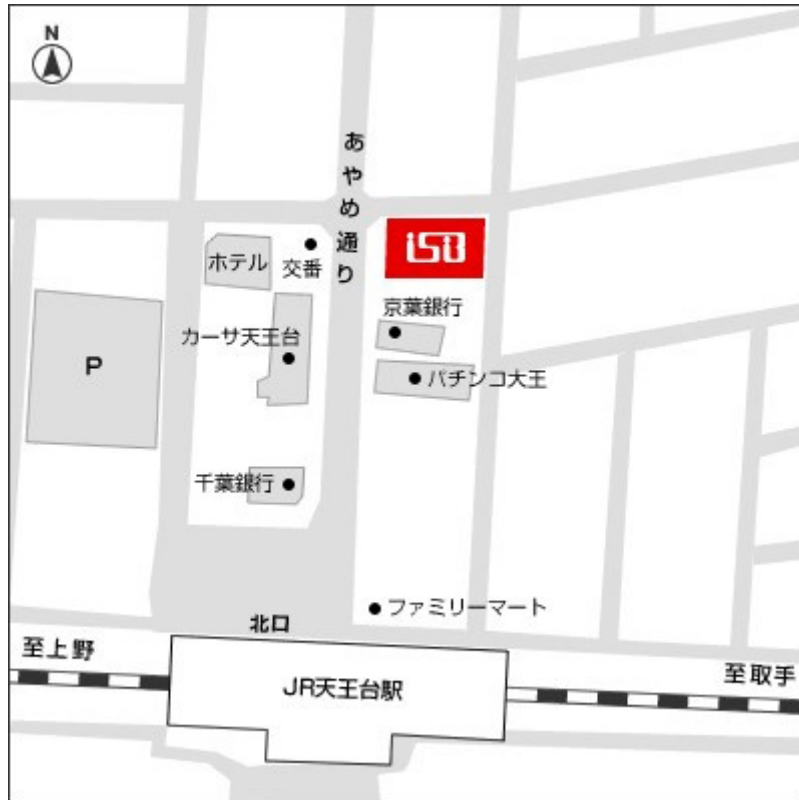 N
あやめ通り
iSB
ホテル
交番
京葉銀行
カーサ天王台
P
パチンコ大王
千葉銀行
ファミリーマート
北口
至上野
JR天王台駅
至取手